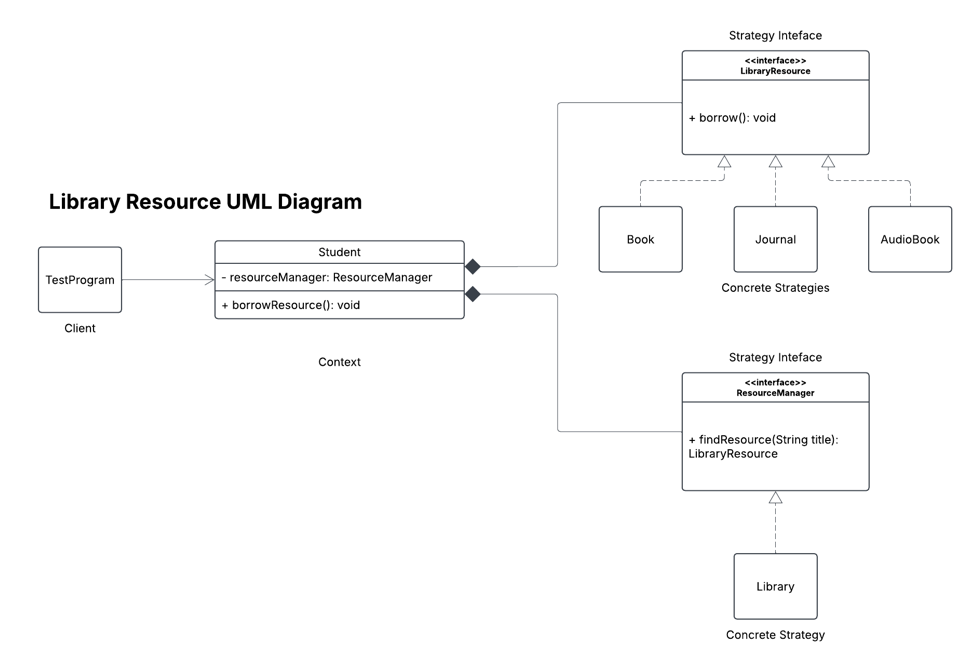 Library Resource UML Diagram
TestProgram
Client
Student
- resourceManager: ResourceManager
+ borrowResource(): void
Context
Strategy Inteface
<<interface>>
LibraryResource
+ borrow(): void
Book
Journal
AudioBook
Concrete Strategies
Strategy Inteface
<<interface>>
ResourceManager
+ findResource(String title):
LibraryResource
Library
Concrete Strategy